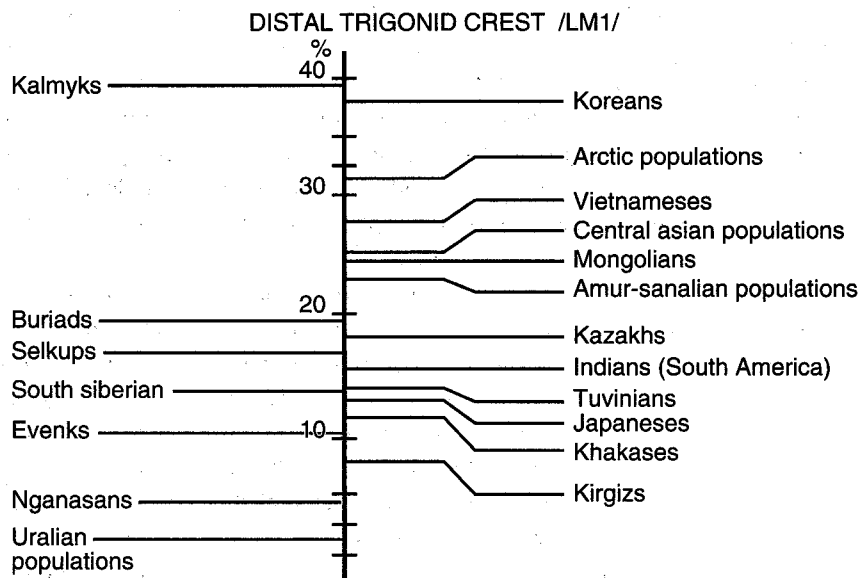 DISTAL TRIGONID CREST /LM1/
%
40
Kalmyks
Koreans
Arctic populations
30
Vietnameses
Central asian populations
Mongolians
Amur-sanalian populations
20
Buriads
Kazakhs
Selkups
Indians (South America)
South siberian
Tuvinians
Japaneses
Evenks
10
Khakases
Kirgizs
Nganasans
Uralian
populations